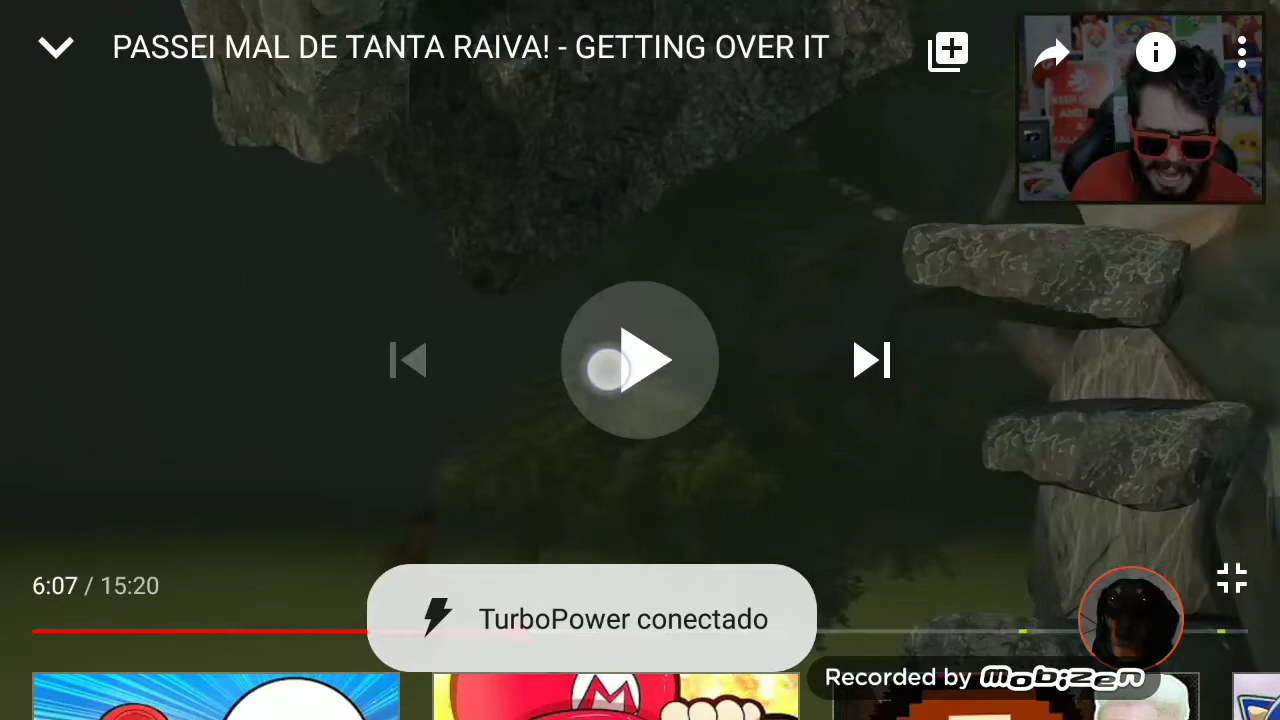 PASSEI MAL DE TANTA RAIVA! - GETTING OVER IT
6:07 / 15:20
TurboPower conectado
Recorded by mobizen
M